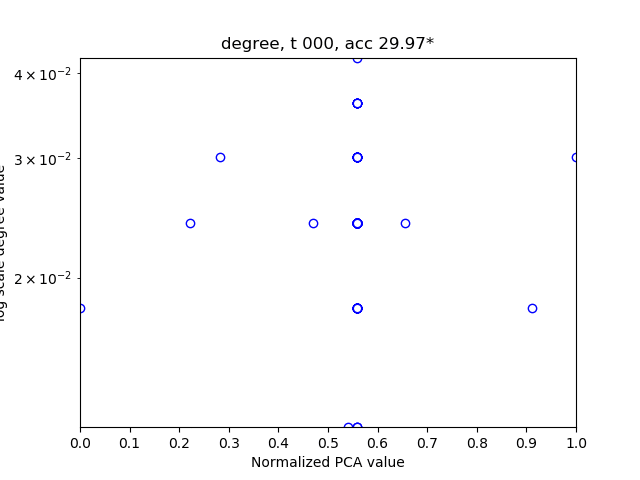 degree, t 000, acc 29.97*
4 × 10⁻²
3 × 10⁻²
2 × 10⁻²
scale degree value
0.0 0.1 0.2 0.3 0.4 0.5 0.6 0.7 0.8 0.9 1.0
Normalized PCA value